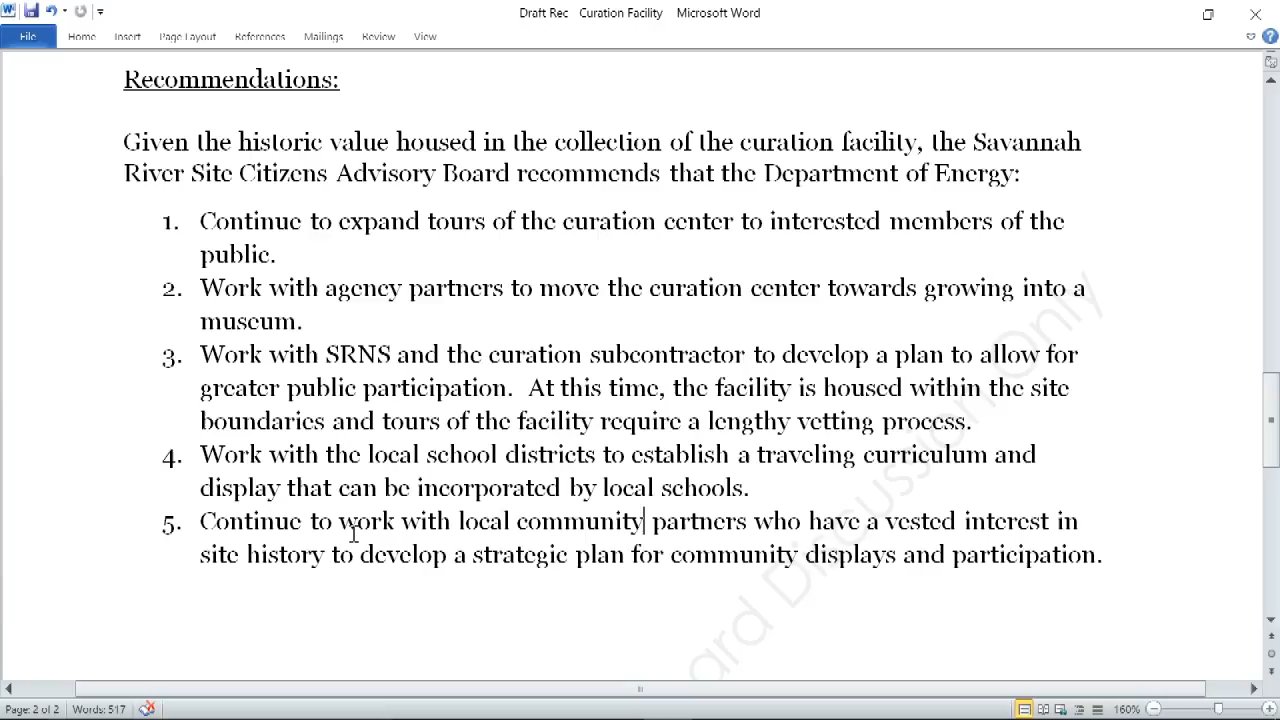 Draft Rec Curation Facility Microsoft Word
File Home Insert Page Layout References Mailings Review View
Recommendations:
Given the historic value housed in the collection of the curation facility, the Savannah
River Site Citizens Advisory Board recommends that the Department of Energy:
1. Continue to expand tours of the curation center to interested members of the
public.
2. Work with agency partners to move the curation center towards growing into a
museum.
3. Work with SRNS and the curation subcontractor to develop a plan to allow for
greater public participation. At this time, the facility is housed within the site
boundaries and tours of the facility require a lengthy vetting process.
4. Work with the local school districts to establish a traveling curriculum and
display that can be incorporated by local schools.
5. Continue to work with local community partners who have a vested interest in
site history to develop a strategic plan for community displays and participation.
ard Discussion Only
Page: 2 of 2 Words: 517 160%